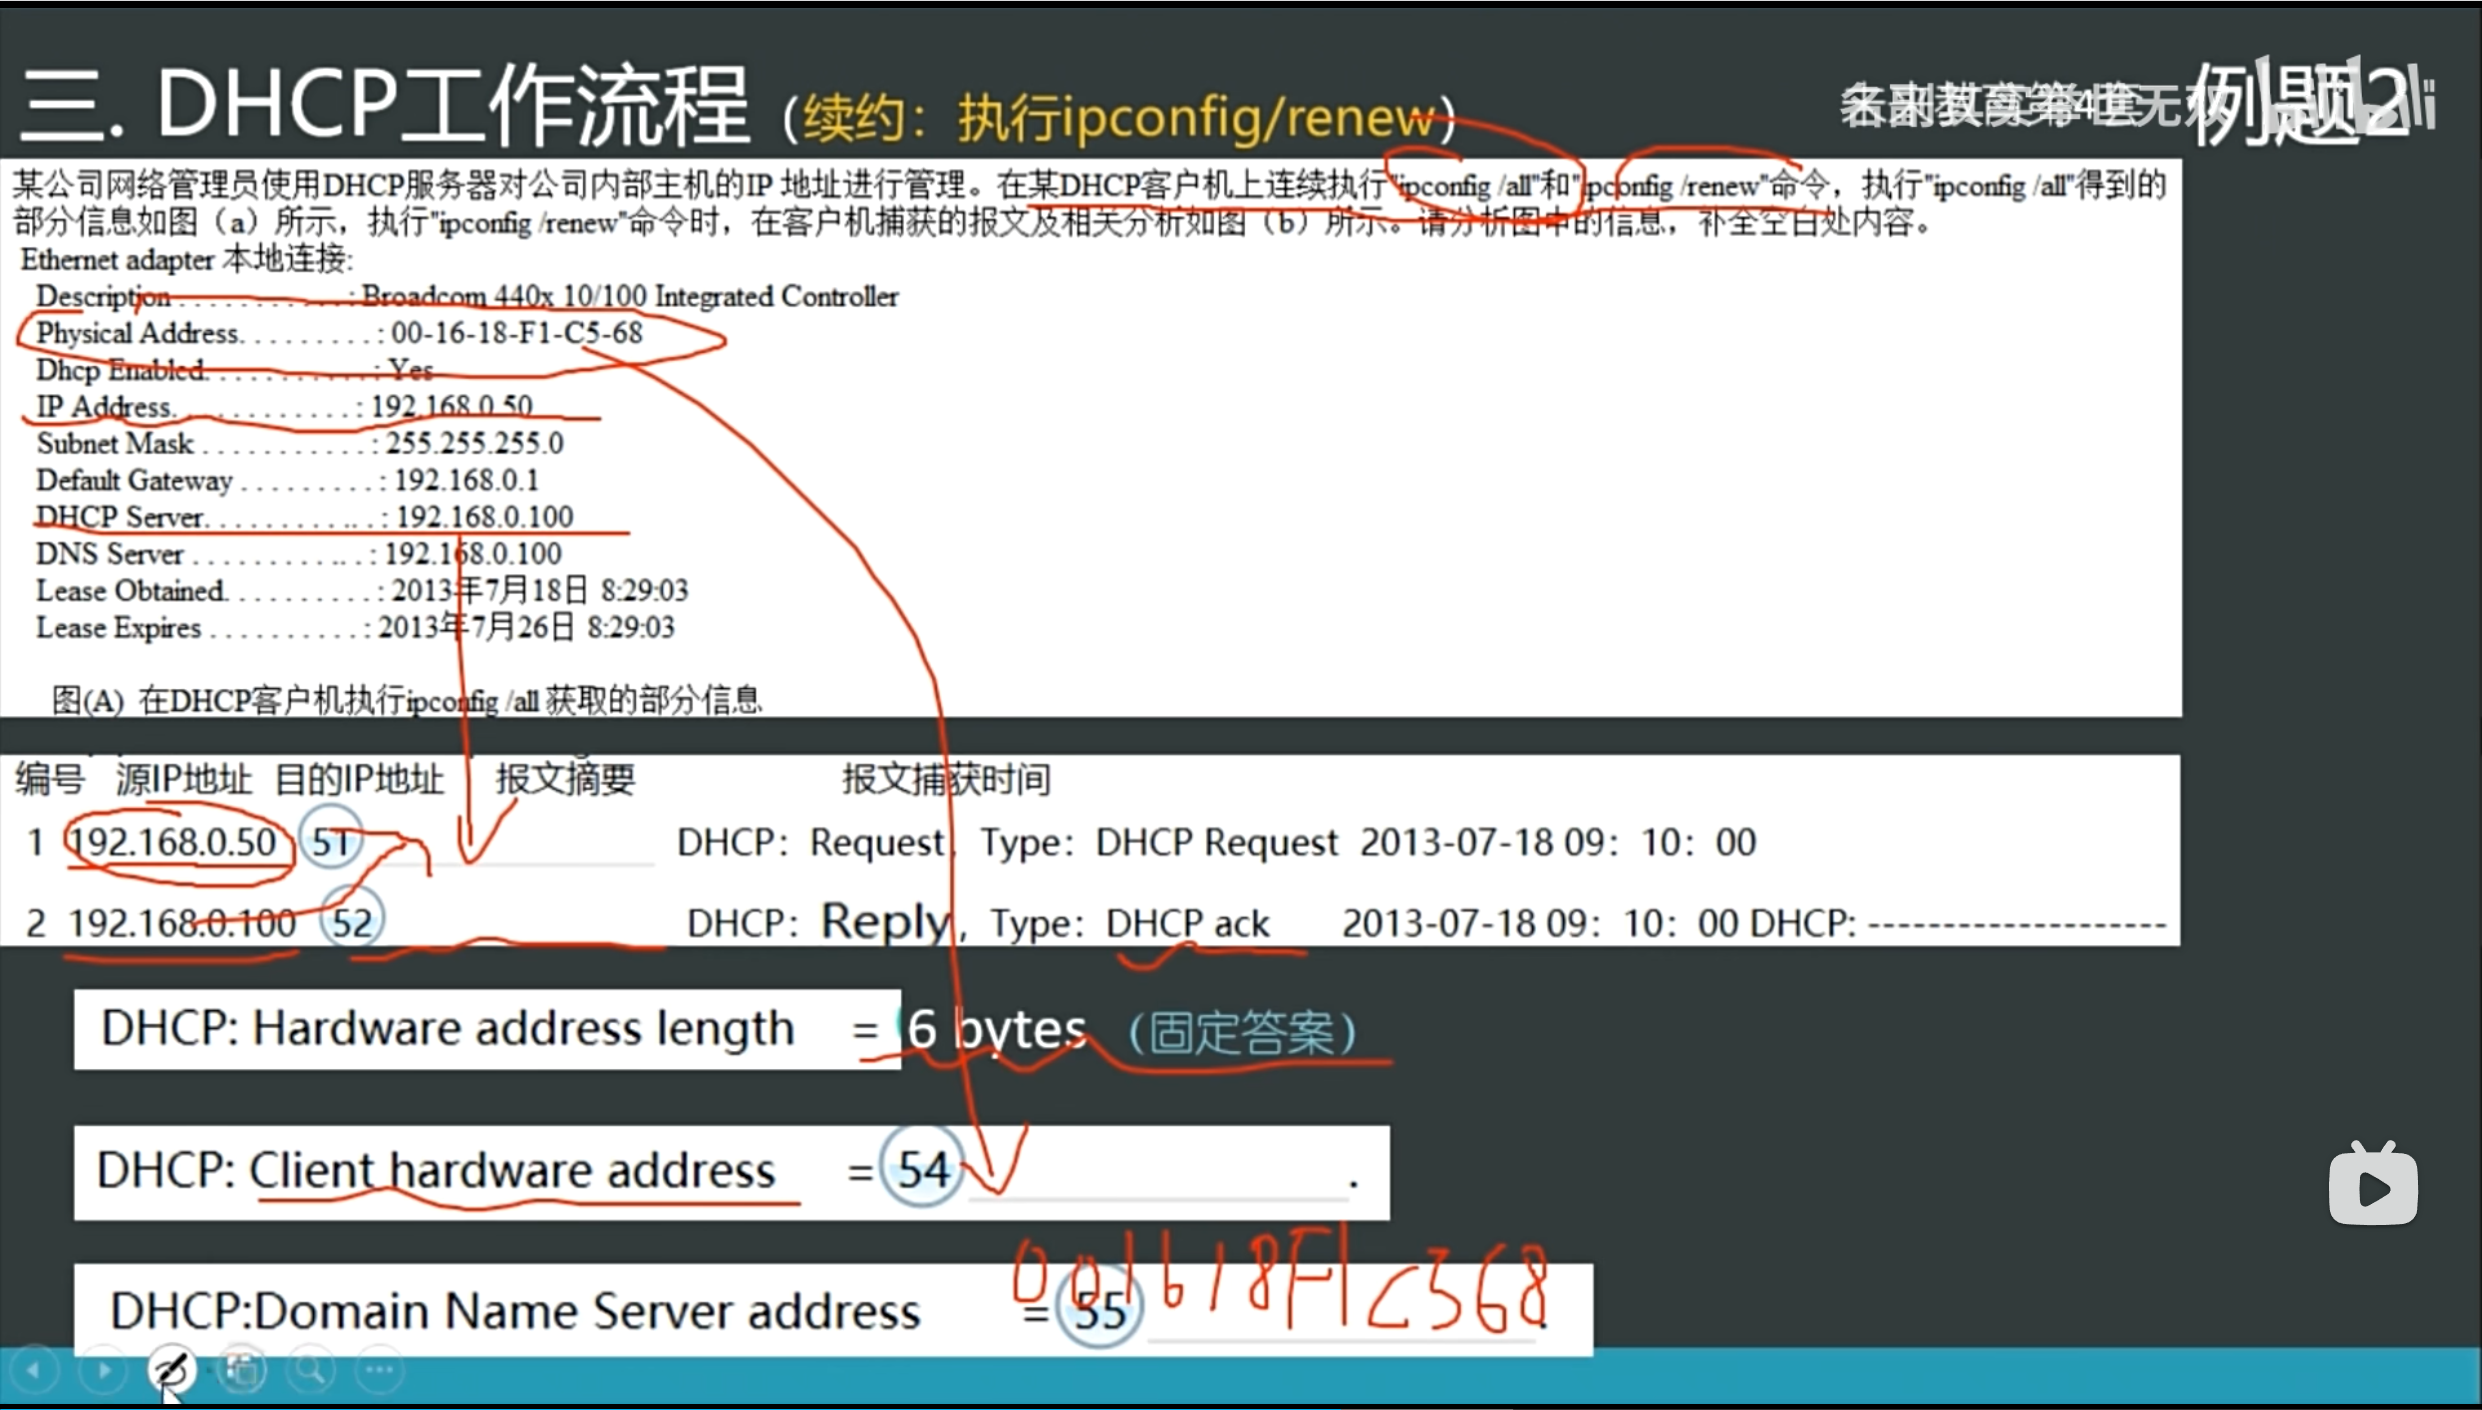 三. DHCP工作流程（续约：执行ipconfig/renew） 例题2
某公司网络管理员使用DHCP服务器对公司内部主机的IP 地址进行管理。在某DHCP客户机上连续执行"ipconfig /all"和"ipconfig /renew"命令，执行"ipconfig /all"得到的
部分信息如图（a）所示，执行"ipconfig /renew"命令时，在客户机捕获的报文及相关分析如图（b）所示。请分析图中的信息，补全空白处内容。
Ethernet adapter 本地连接:
Description . . . . . . . . . . . : Broadcom 440x 10/100 Integrated Controller
Physical Address. . . . . . . . . : 00-16-18-F1-C5-68
Dhcp Enabled. . . . . . . . . . . : Yes
IP Address. . . . . . . . . . . . : 192.168.0.50
Subnet Mask . . . . . . . . . . . : 255.255.255.0
Default Gateway . . . . . . . . . : 192.168.0.1
DHCP Server. . . . . . . . . . .. . : 192.168.0.100
DNS Server . . . . . . . . . . .. . : 192.168.0.100
Lease Obtained. . . . . . . . . . : 2013年7月18日 8:29:03
Lease Expires . . . . . . . . . . : 2013年7月26日 8:29:03
图(A) 在DHCP客户机执行ipconfig /all 获取的部分信息
编号 源IP地址 目的IP地址 报文摘要 报文捕获时间
1 192.168.0.50 51 DHCP：Request，Type：DHCP Request 2013-07-18 09：10：00
2 192.168.0.100 52 DHCP：Reply，Type：DHCP ack 2013-07-18 09：10：00 DHCP: --------------------
DHCP: Hardware address length = 6 bytes（固定答案）
DHCP: Client hardware address = 54 .
001618F1C568
DHCP:Domain Name Server address = 55 .